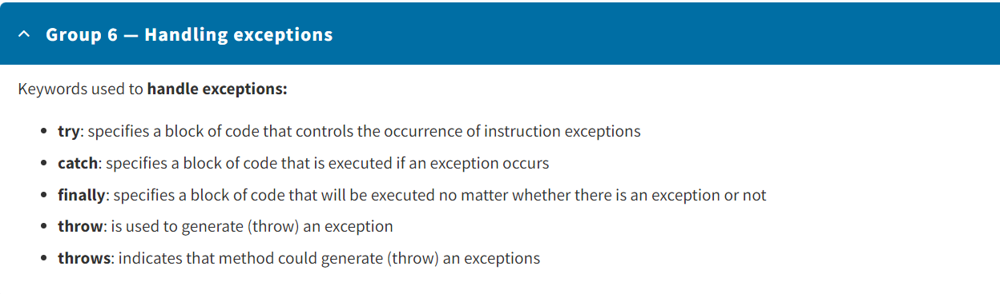 Group 6 — Handling exceptions
Keywords used to handle exceptions:
try: specifies a block of code that controls the occurrence of instruction exceptions
catch: specifies a block of code that is executed if an exception occurs
finally: specifies a block of code that will be executed no matter whether there is an exception or not
throw: is used to generate (throw) an exception
throws: indicates that method could generate (throw) an exceptions